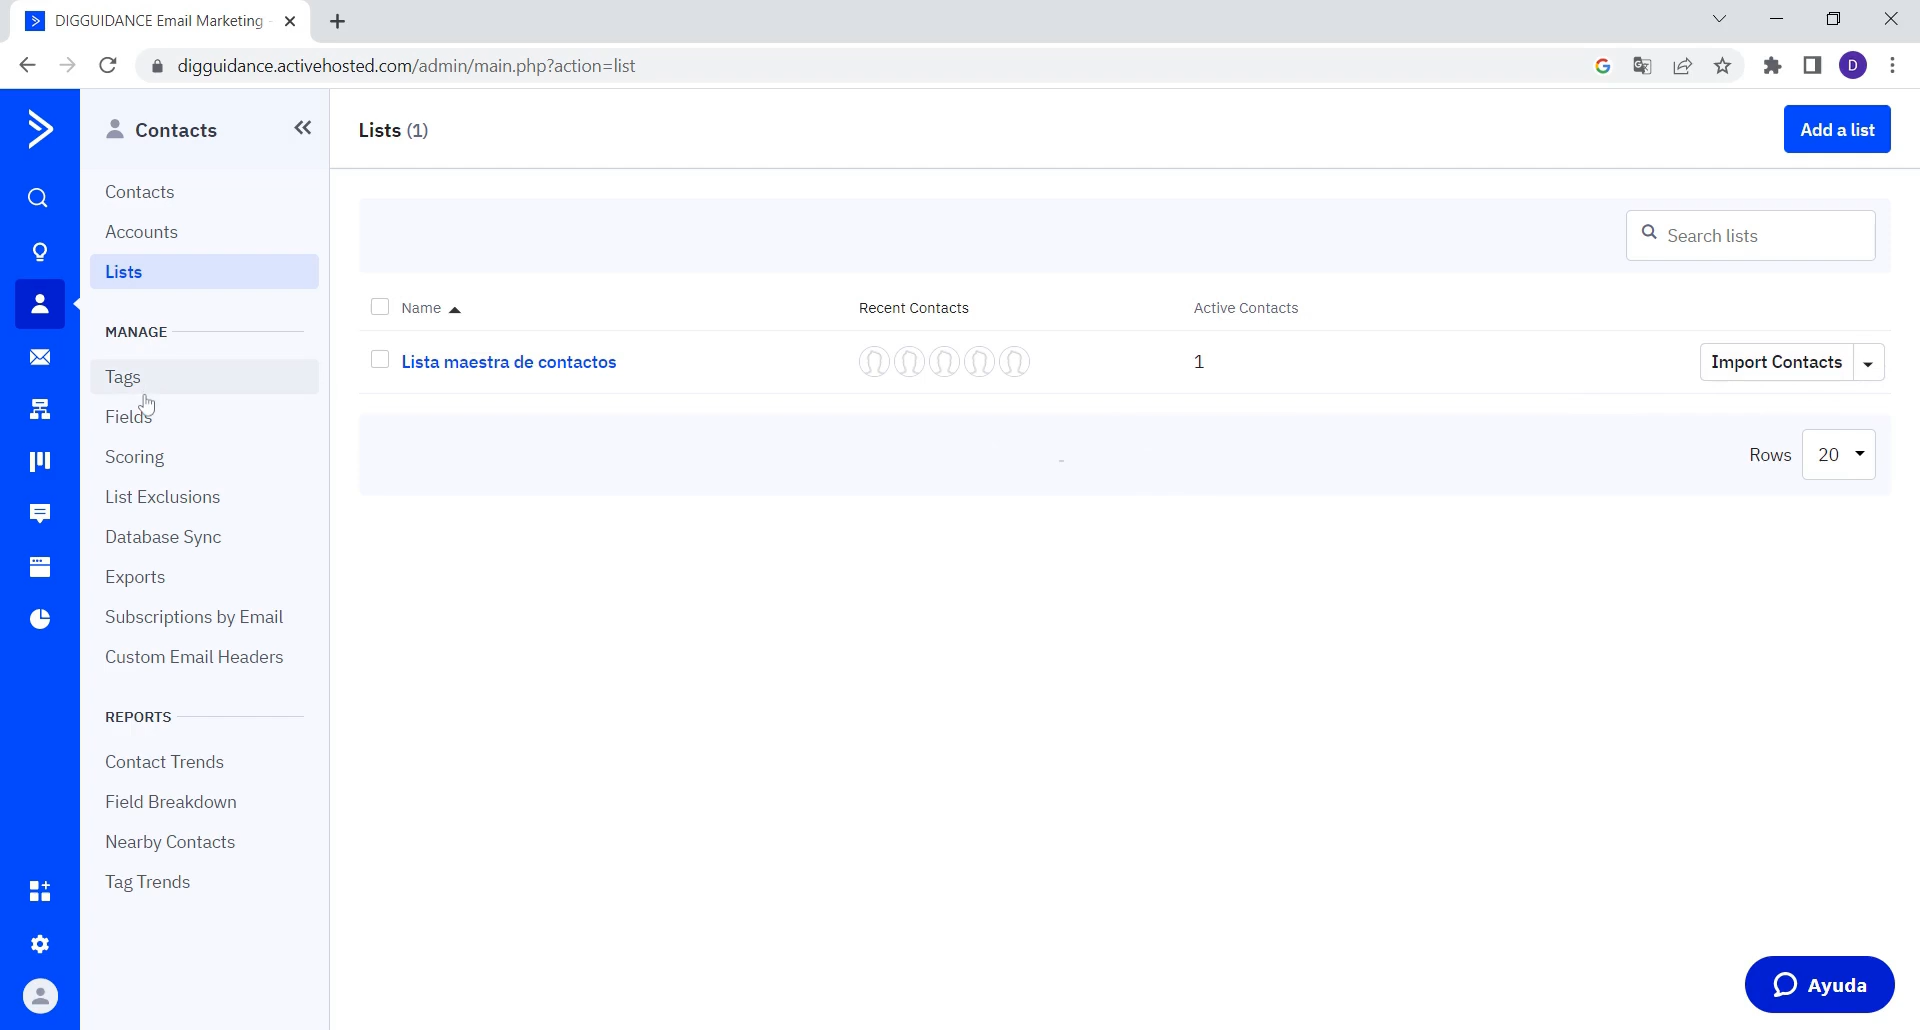 DIGGUIDANCE Email Marketing
digguidance.activehosted.com/admin/main.php?action=list
D
Contacts
Contacts
Accounts
Lists
MANAGE
Tags
Fields
Scoring
List Exclusions
Database Sync
Exports
Subscriptions by Email
Custom Email Headers
REPORTS
Contact Trends
Field Breakdown
Nearby Contacts
Tag Trends
Lists (1)
Add a list
Search lists
Name Recent Contacts Active Contacts
Lista maestra de contactos 1 Import Contacts
-
Rows 20
Ayuda